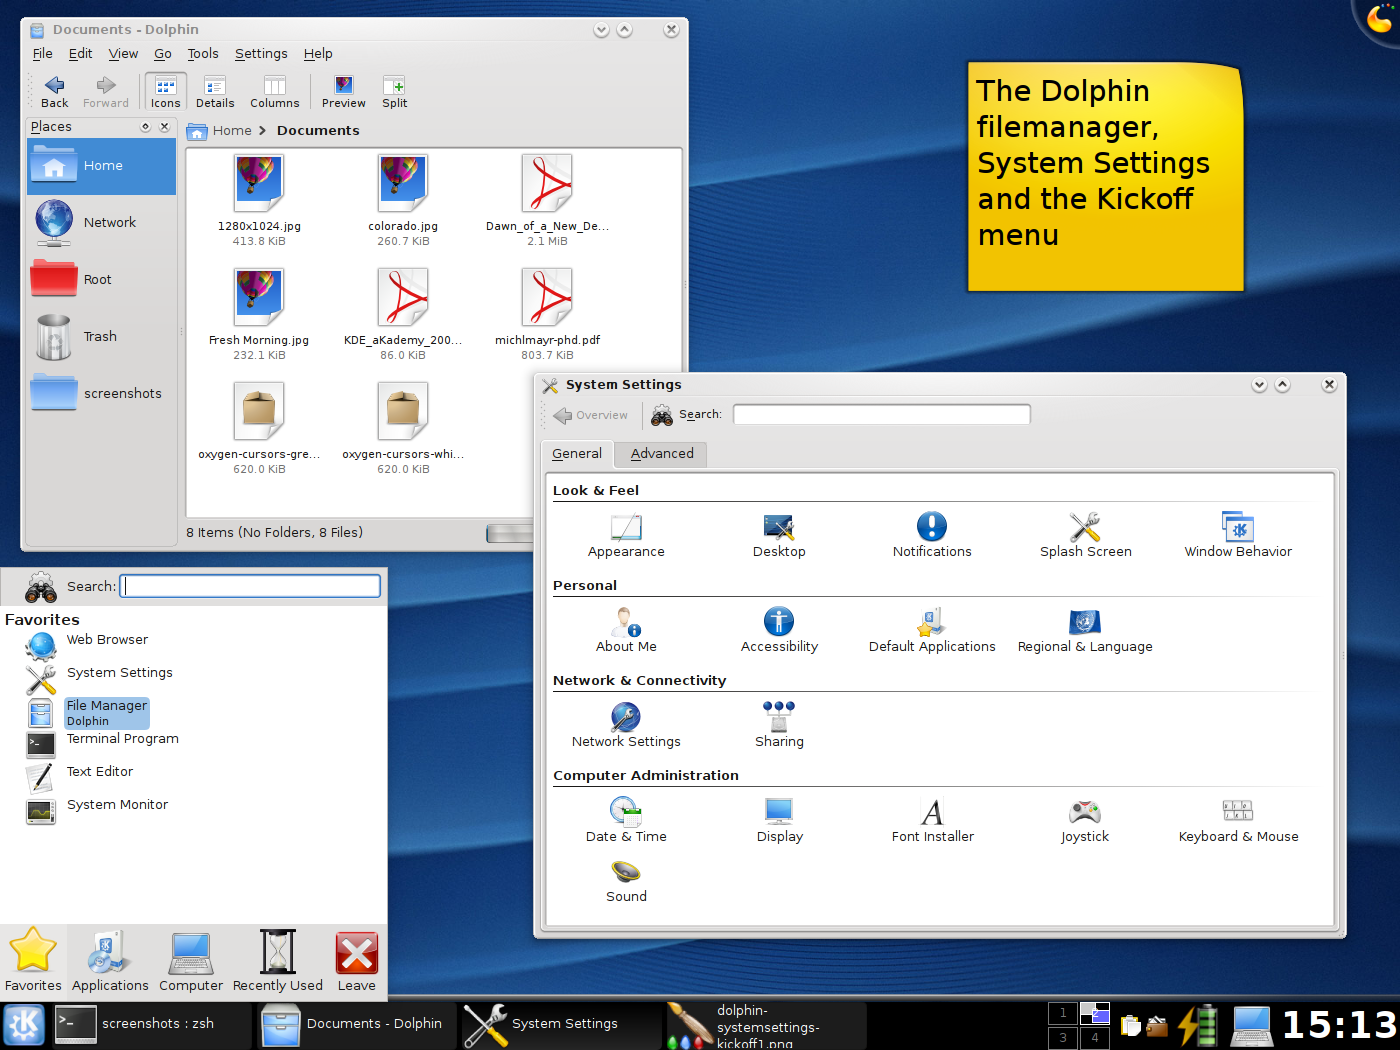 Documents - Dolphin
File Edit View Go Tools Settings Help
Back Forward Icons Details Columns Preview Split
Places
Home
Network
Root
Trash
screenshots
Home Documents
1280x1024.jpg colorado.jpg Dawn_of_a_New_De...
413.8 KiB 260.7 KiB 2.1 MiB
Fresh Morning.jpg KDE_aKademy_200... michlmayr-phd.pdf
232.1 KiB 86.0 KiB 803.7 KiB
oxygen-cursors-gre... oxygen-cursors-whi...
620.0 KiB 620.0 KiB
8 Items (No Folders, 8 Files)
The Dolphin
filemanager,
System Settings
and the Kickoff
menu
System Settings
Overview Search:
General Advanced
Look & Feel
Appearance Desktop Notifications Splash Screen Window Behavior
Personal
About Me Accessibility Default Applications Regional & Language
Network & Connectivity
Network Settings Sharing
Computer Administration
Date & Time Display Font Installer Joystick Keyboard & Mouse
Sound
Search:
Favorites
Web Browser
System Settings
File Manager
Dolphin
Terminal Program
Text Editor
System Monitor
Favorites Applications Computer Recently Used Leave
screenshots : zsh
Documents - Dolphin
System Settings
dolphin-
systemsettings-
kickoff1.png
1
3 4
15:13